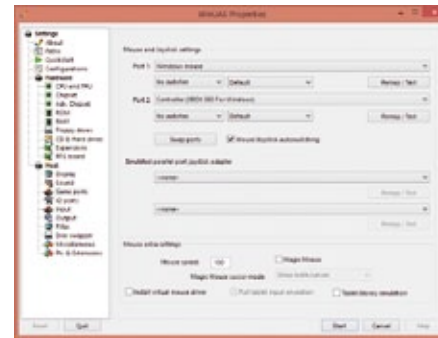 WinUAE Properties
Settings
About
Paths
Quickstart
Configurations
Hardware
CPU and FPU
Chipset
Adv. Chipset
ROM
RAM
Floppy drives
CD & Hard drives
Expansions
RTG board
Host
Display
Sound
Game ports
IO ports
Input
Output
Filter
Disk swapper
Miscellaneous
Pri. & Extensions
Mouse and Joystick settings
Port 1: Windows mouse
No autofire Default Remap / Test
Port 2: Controller (XBOX 360 For Windows)
No autofire Default Remap / Test
Swap ports Mouse/Joystick autoswitching
Emulated parallel port joystick adapter
<none>
Remap / Test
<none>
Remap / Test
Mouse extra settings
Mouse speed: 100 Magic Mouse
Magic Mouse cursor mode:
Install virtual mouse driver Tablet library emulation
Reset Quit Start Cancel Help